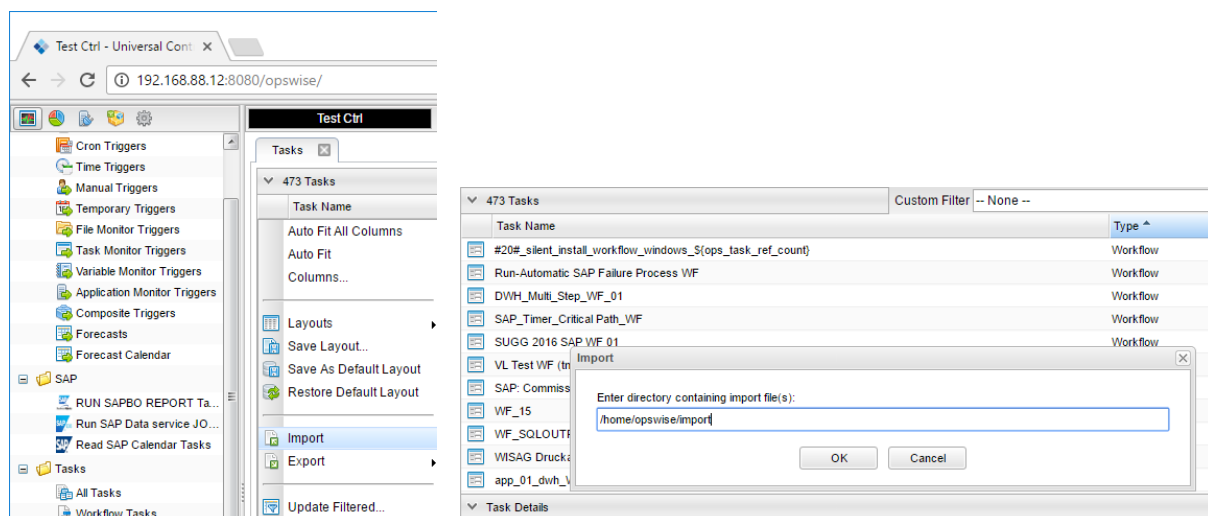 Test Ctrl - Universal Cont
192.168.88.12:8080/opswise/
Cron Triggers
Time Triggers
Manual Triggers
Temporary Triggers
File Monitor Triggers
Task Monitor Triggers
Variable Monitor Triggers
Application Monitor Triggers
Composite Triggers
Forecasts
Forecast Calendar
SAP
RUN SAPBO REPORT Ta...
Run SAP Data service JO...
Read SAP Calendar Tasks
Tasks
All Tasks
Workflow Tasks
Test Ctrl
Tasks
473 Tasks
Task Name
Auto Fit All Columns
Auto Fit
Columns...
Layouts
Save Layout...
Save As Default Layout
Restore Default Layout
Import
Export
Update Filtered...
473 Tasks Custom Filter -- None --
Task Name Type
#20#_silent_install_workflow_windows_${ops_task_ref_count} Workflow
Run-Automatic SAP Failure Process WF Workflow
DWH_Multi_Step_WF_01 Workflow
SAP_Timer_Critical Path_WF Workflow
SUGG 2016 SAP WF 01 Workflow
VL Test WF (tn
SAP: Commiss
WF_15
WF_SQLOUTF
WISAG Drucka
app_01_dwh_V
Import
Enter directory containing import file(s):
/home/opswise/import
OK Cancel
Task Details